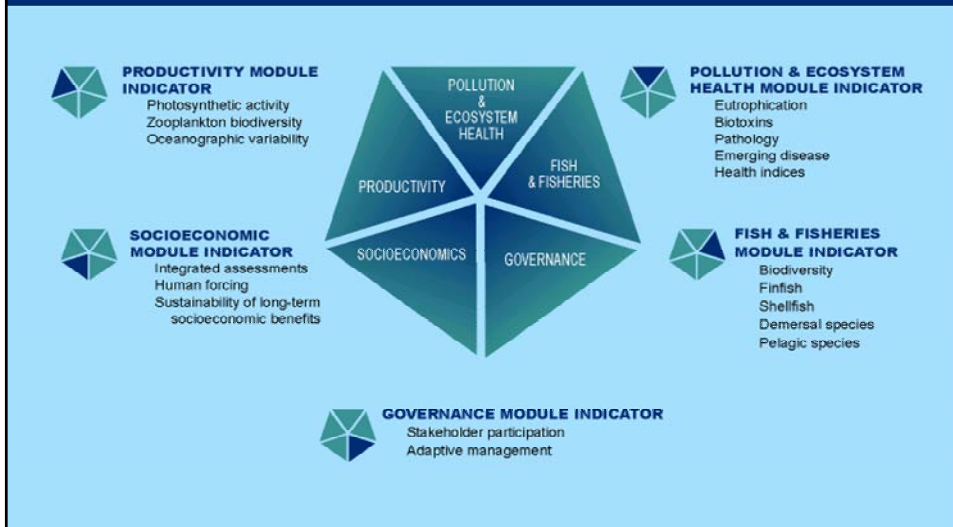 PRODUCTIVITY MODULE
INDICATOR
Photosynthetic activity
Zooplankton biodiversity
Oceanographic variability
POLLUTION
&
ECOSYSTEM
HEALTH
POLLUTION & ECOSYSTEM
HEALTH MODULE INDICATOR
Eutrophication
Biotoxins
Pathology
Emerging disease
Health indices
PRODUCTIVITY
FISH
& FISHERIES
SOCIOECONOMIC
MODULE INDICATOR
Integrated assessments
Human forcing
Sustainability of long-term
socioeconomic benefits
SOCIOECONOMICS
GOVERNANCE
FISH & FISHERIES
MODULE INDICATOR
Biodiversity
Finfish
Shellfish
Demersal species
Pelagic species
GOVERNANCE MODULE INDICATOR
Stakeholder participation
Adaptive management